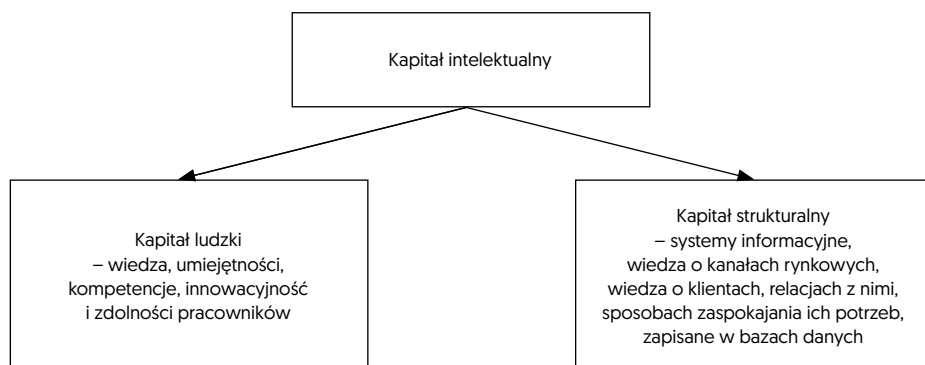 Kapitał intelektualny
Kapitał ludzki
– wiedza, umiejętności,
kompetencje, innowacyjność
i zdolności pracowników
Kapitał strukturalny
– systemy informacyjne,
wiedza o kanałach rynkowych,
wiedza o klientach, relacjach z nimi,
sposobach zaspokajania ich potrzeb,
zapisane w bazach danych